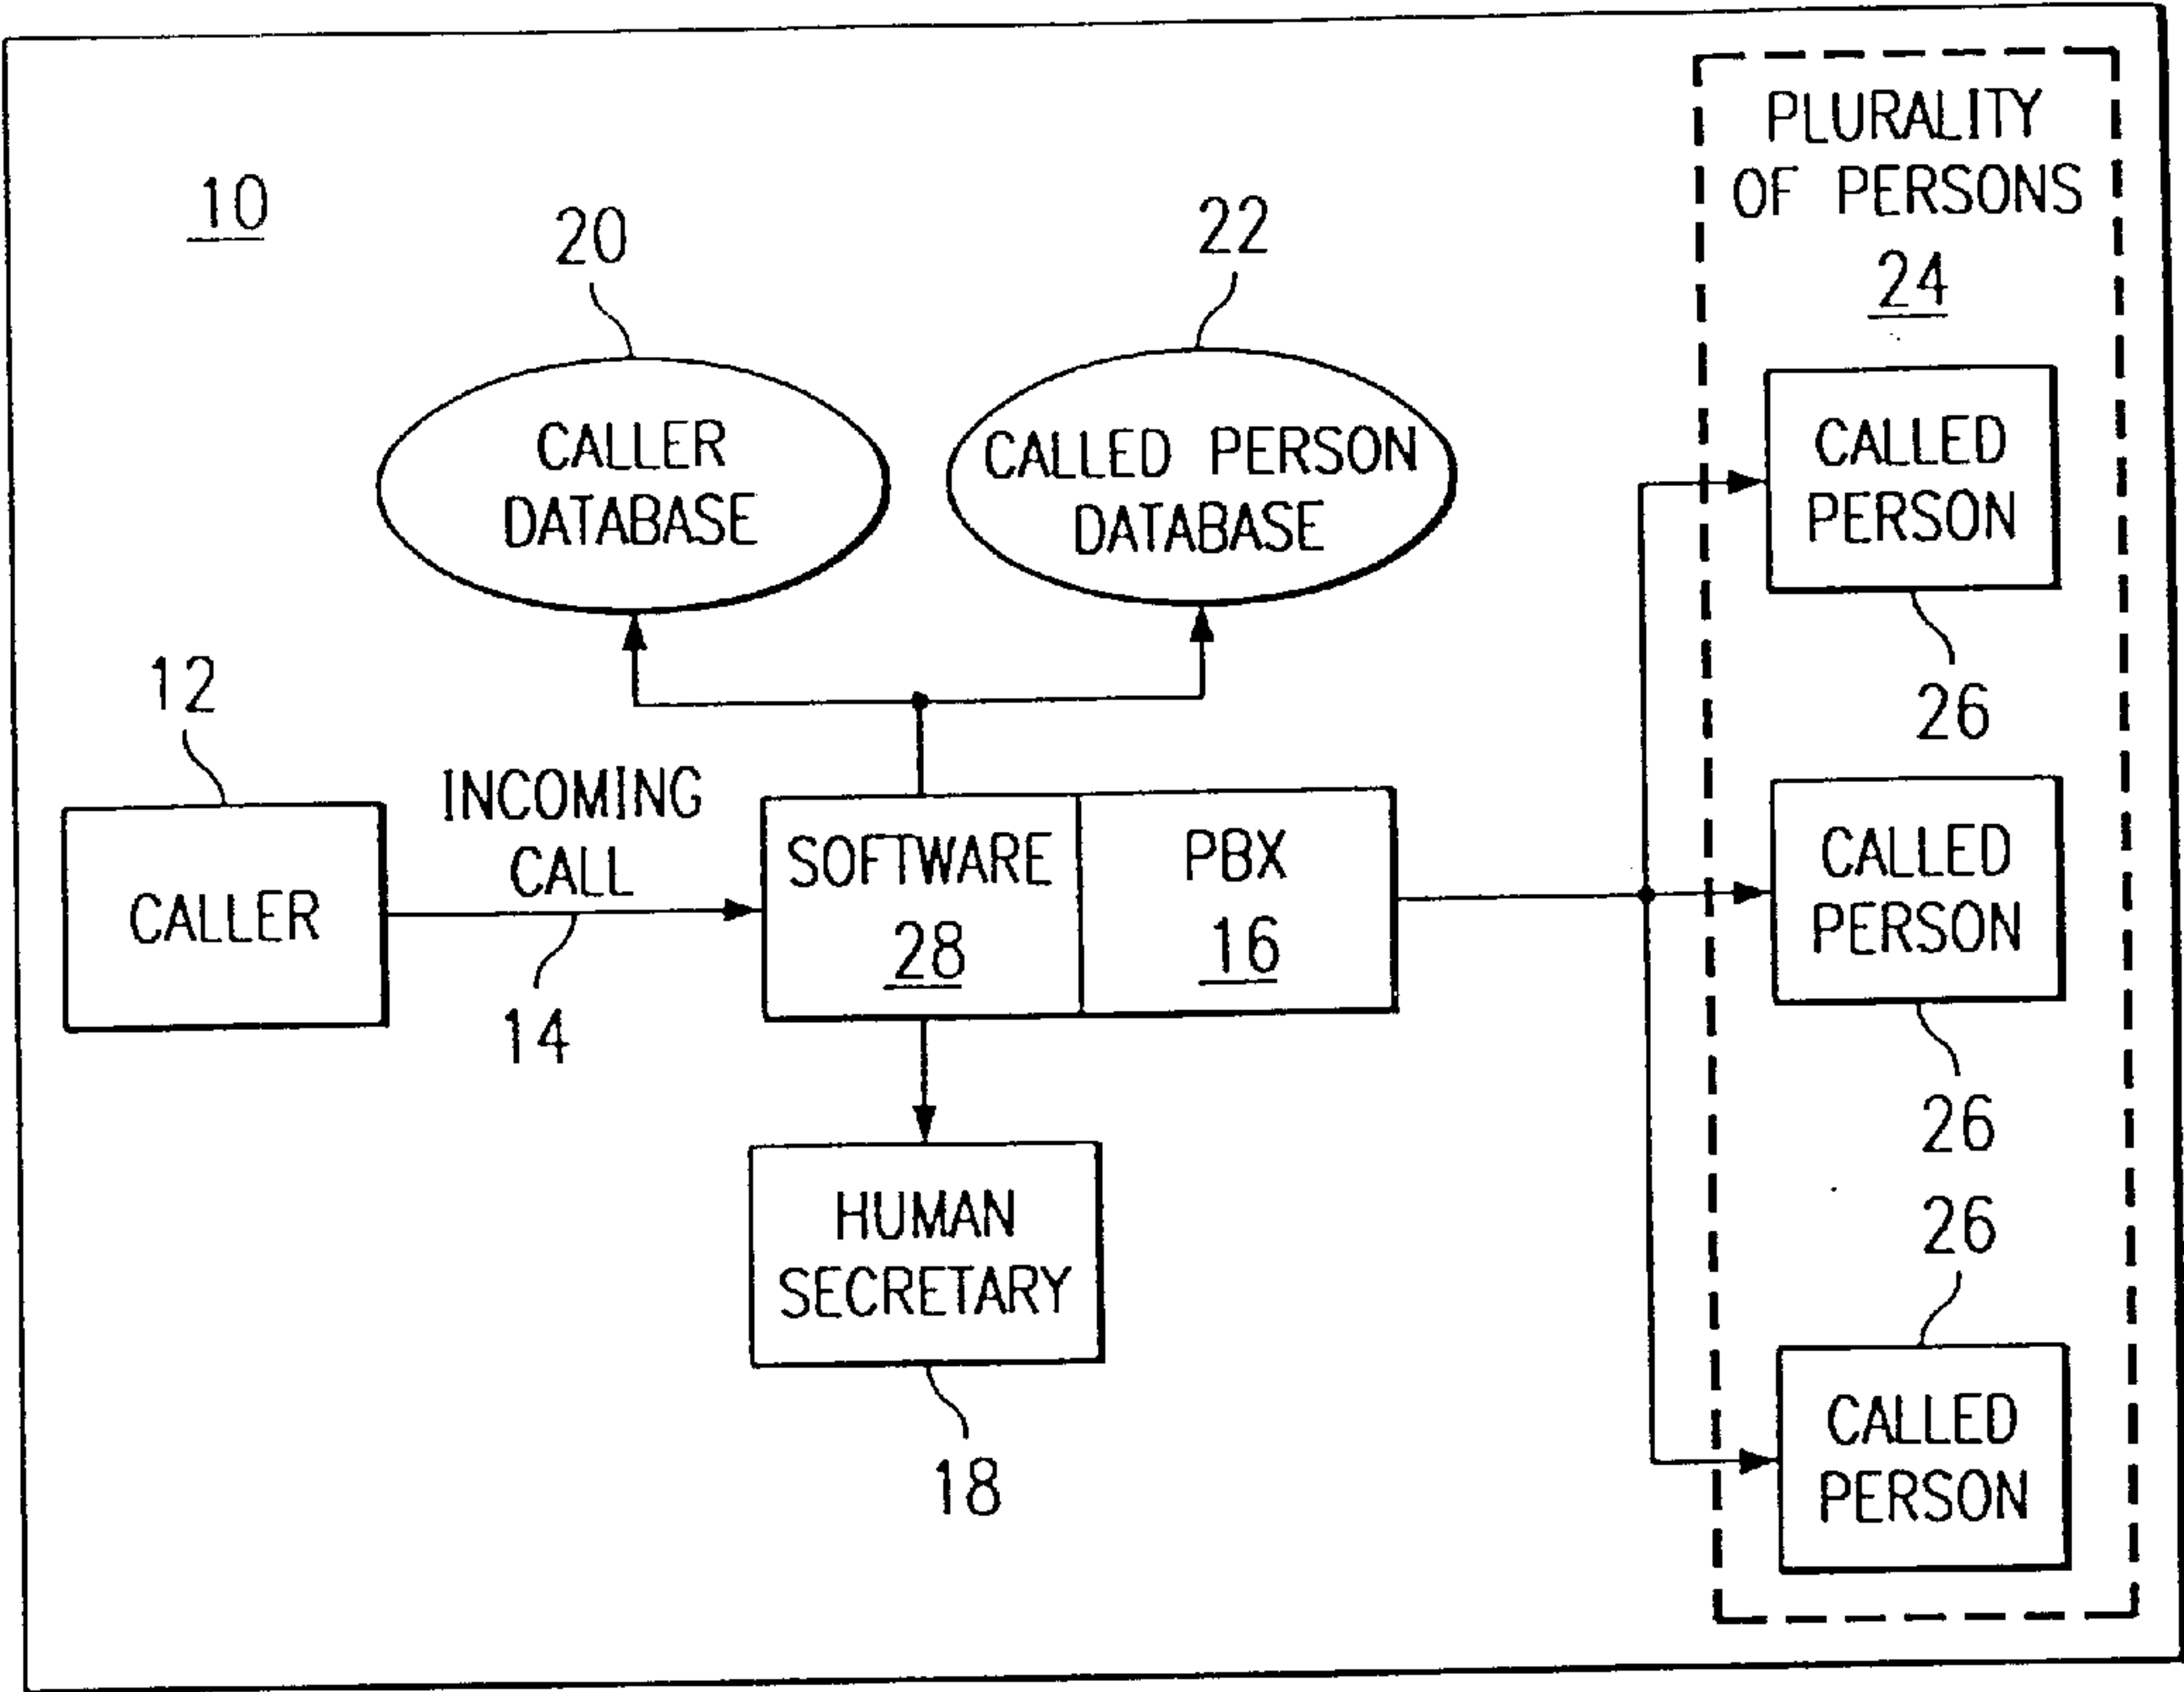 10
20
CALLER
DATABASE
22
CALLED PERSON
DATABASE
PLURALITY
OF PERSONS
24
CALLED
PERSON
26
12
CALLER
INCOMING
CALL
14
SOFTWARE
28
PBX
16
CALLED
PERSON
26
HUMAN
SECRETARY
18
26
CALLED
PERSON